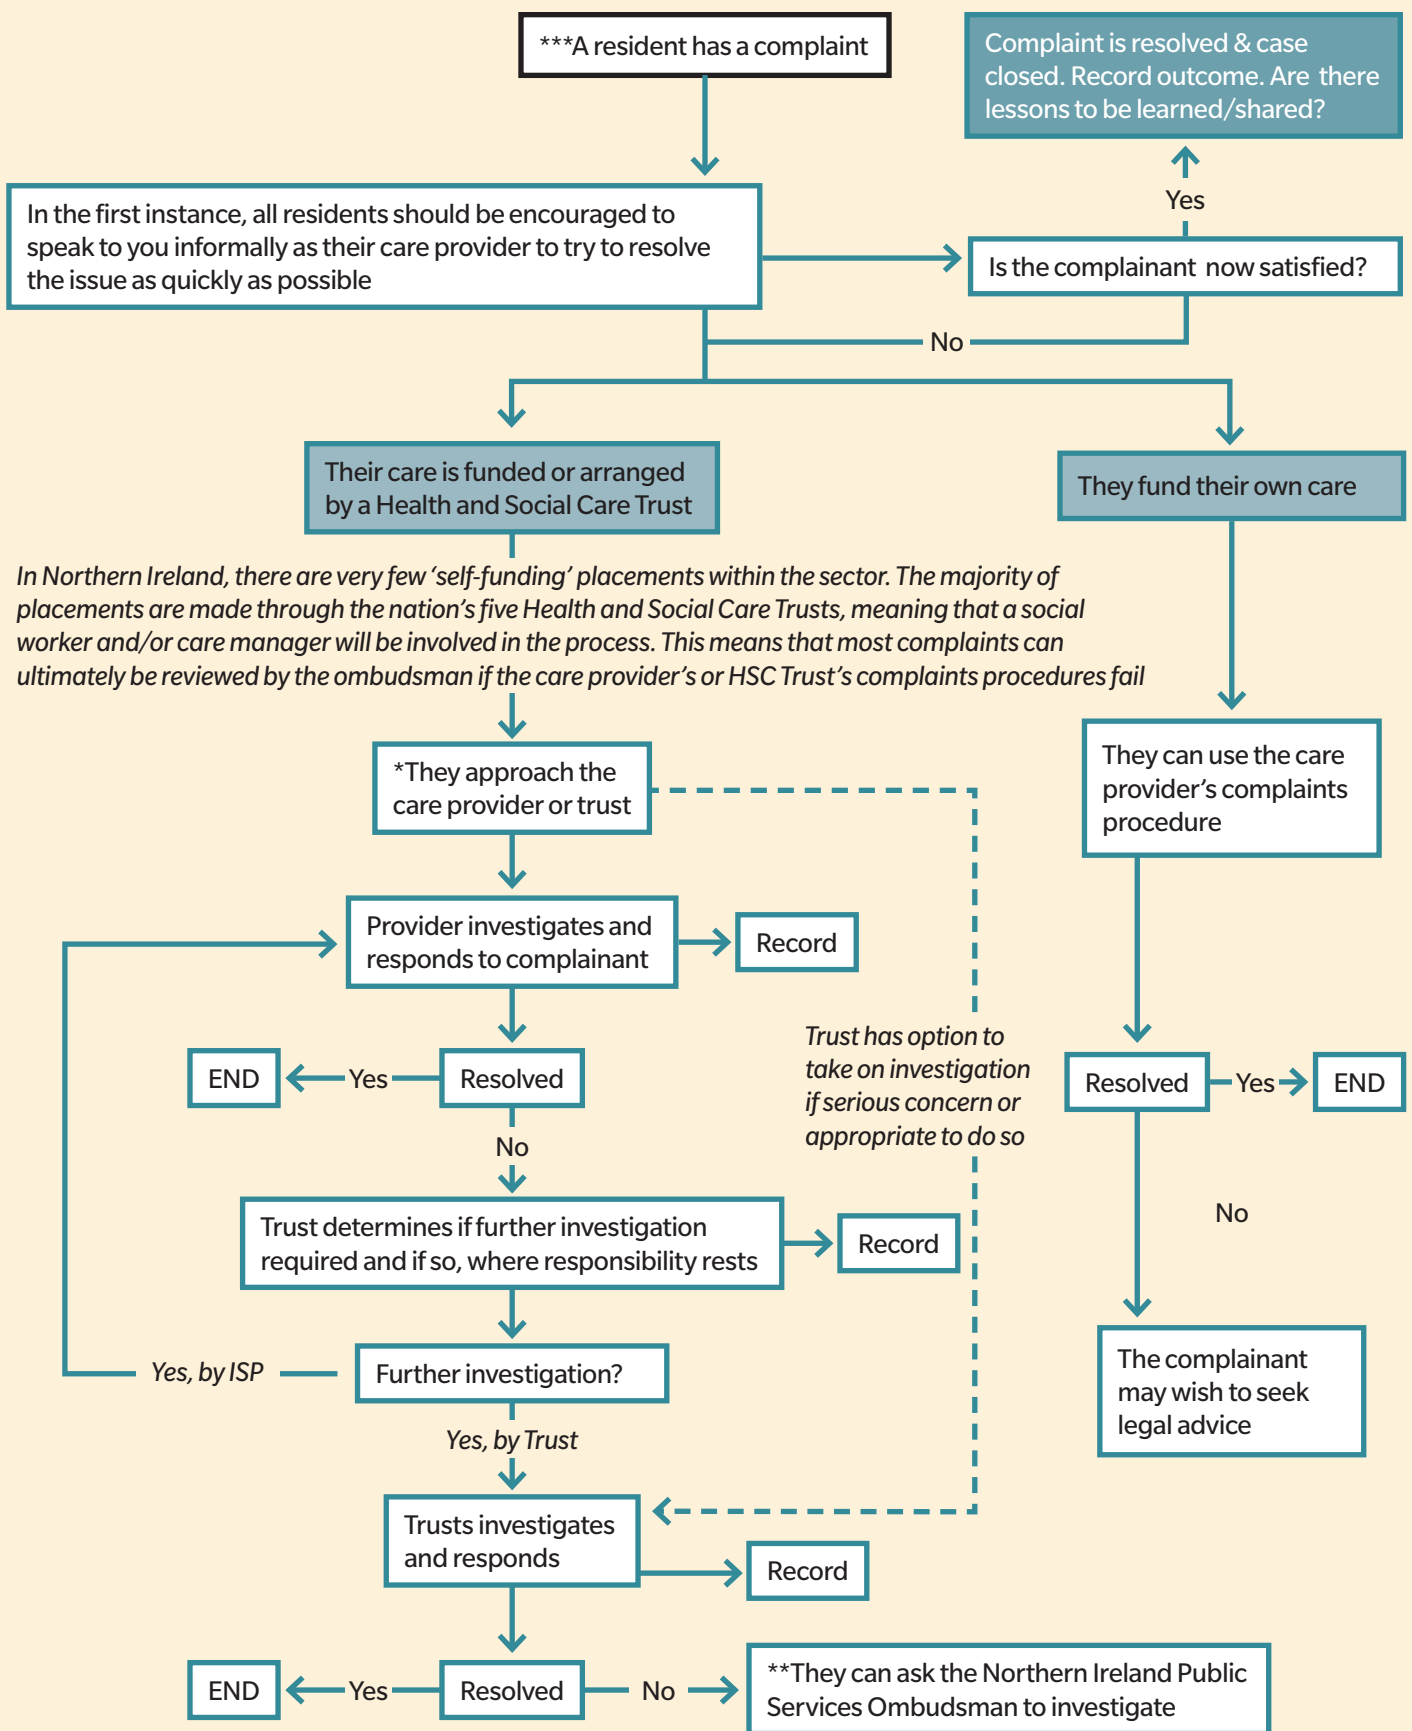 ***A resident has a complaint
Complaint is resolved & case
closed. Record outcome. Are there
lessons to be learned/shared?
Yes
In the first instance, all residents should be encouraged to
speak to you informally as their care provider to try to resolve
the issue as quickly as possible
Is the complainant now satisfied?
No
Their care is funded or arranged
by a Health and Social Care Trust
They fund their own care
In Northern Ireland, there are very few ‘self-funding’ placements within the sector. The majority of
placements are made through the nation’s five Health and Social Care Trusts, meaning that a social
worker and/or care manager will be involved in the process. This means that most complaints can
ultimately be reviewed by the ombudsman if the care provider’s or HSC Trust’s complaints procedures fail
*They approach the
care provider or trust
They can use the care
provider’s complaints
procedure
Provider investigates and
responds to complainant
Record
Trust has option to
take on investigation
if serious concern or
appropriate to do so
END
Yes
Resolved
Resolved
Yes
END
No
No
Trust determines if further investigation
required and if so, where responsibility rests
Record
Yes, by ISP
Further investigation?
The complainant
may wish to seek
legal advice
Yes, by Trust
Trusts investigates
and responds
Record
END
Yes
Resolved
No
**They can ask the Northern Ireland Public
Services Ombudsman to investigate